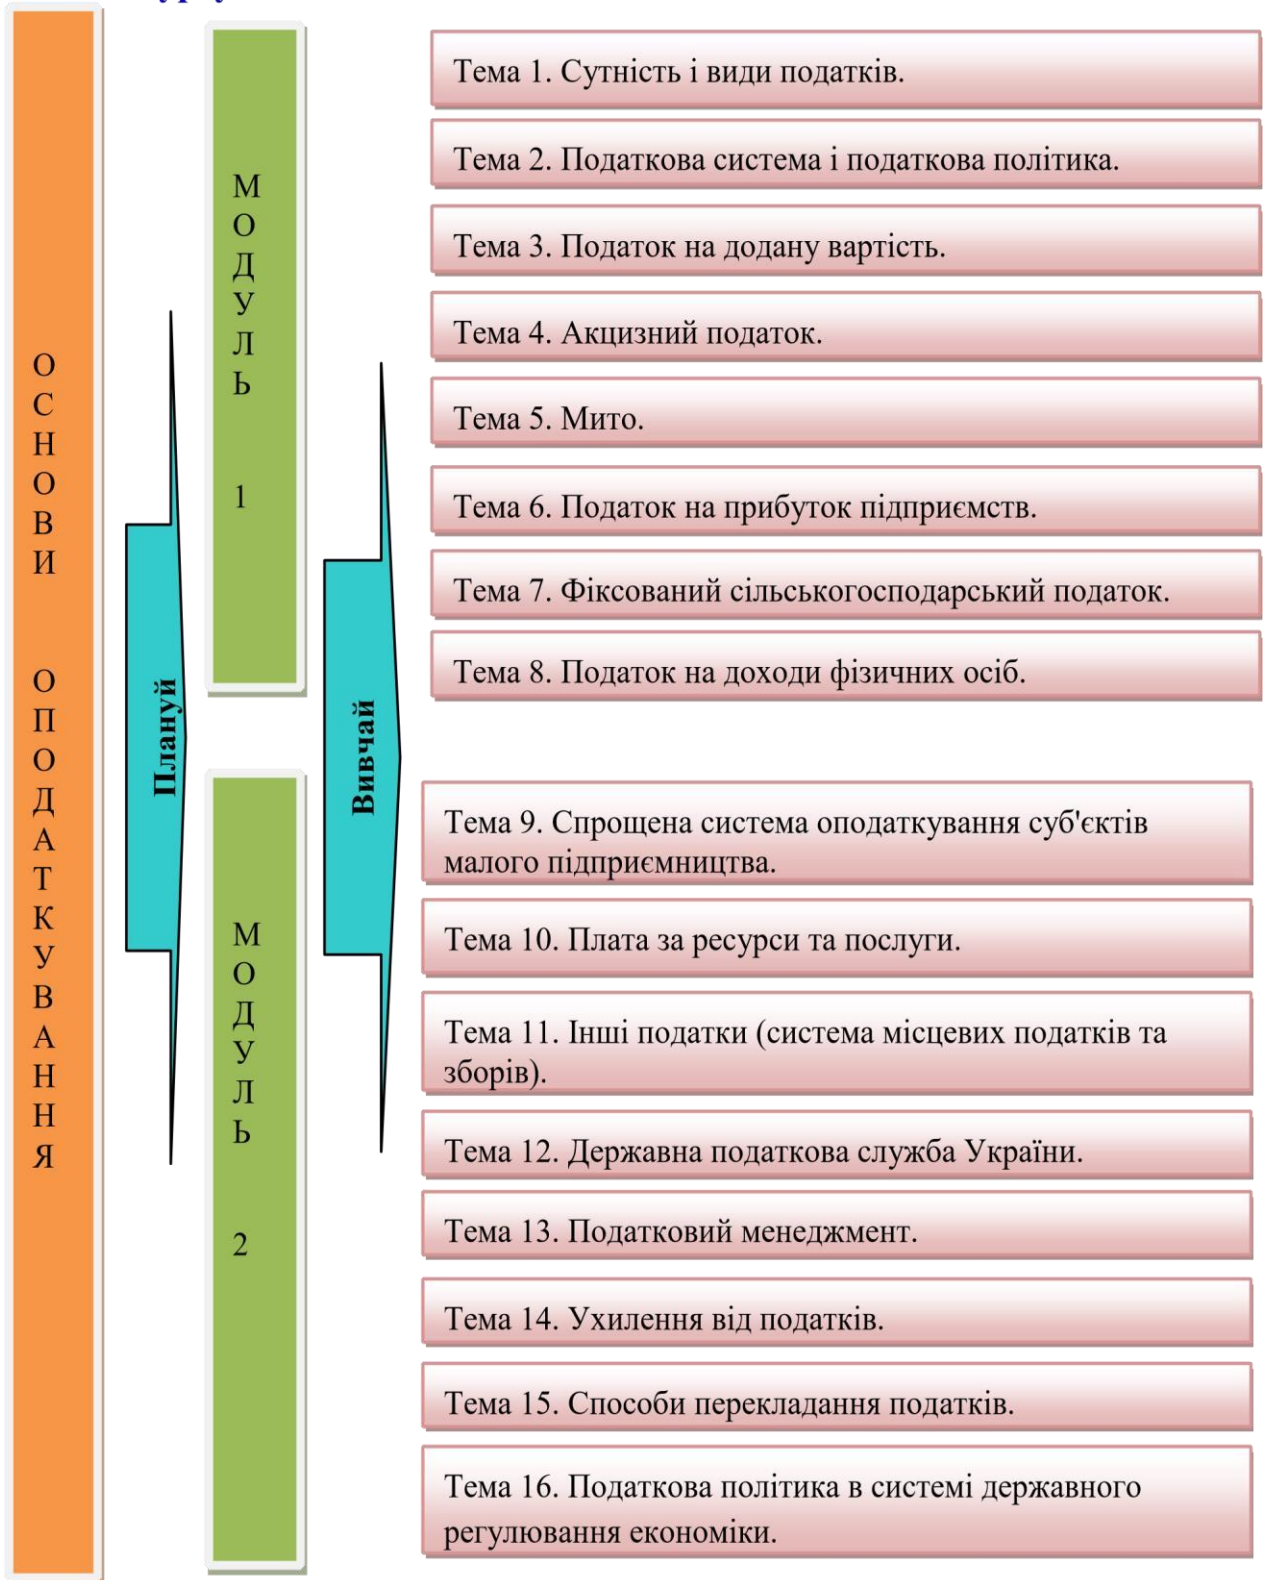 ОСНОВИ ОПОДАТКУВАННЯ
Плануй
МОДУЛЬ 1
Вивчай
Тема 1. Сутність і види податків.
Тема 2. Податкова система і податкова політика.
Тема 3. Податок на додану вартість.
Тема 4. Акцизний податок.
Тема 5. Мито.
Тема 6. Податок на прибуток підприємств.
Тема 7. Фіксований сільськогосподарський податок.
Тема 8. Податок на доходи фізичних осіб.
МОДУЛЬ 2
Тема 9. Спрощена система оподаткування суб'єктів
малого підприємництва.
Тема 10. Плата за ресурси та послуги.
Тема 11. Інші податки (система місцевих податків та
зборів).
Тема 12. Державна податкова служба України.
Тема 13. Податковий менеджмент.
Тема 14. Ухилення від податків.
Тема 15. Способи перекладання податків.
Тема 16. Податкова політика в системі державного
регулювання економіки.